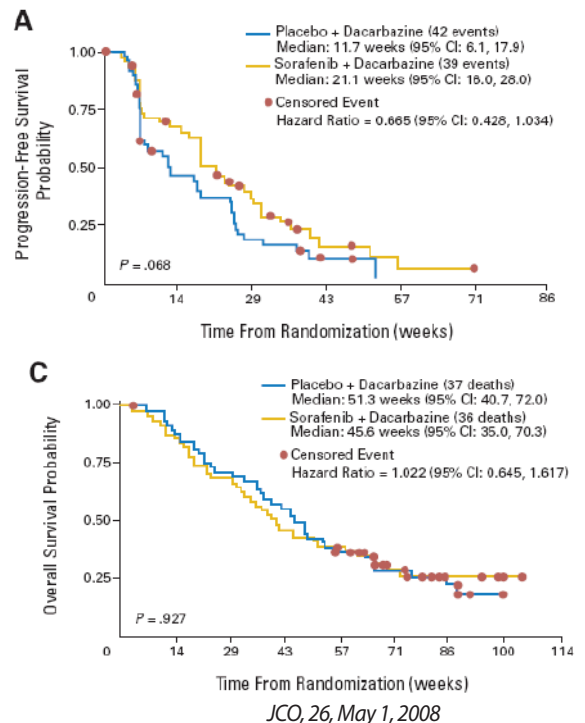 A
Placebo + Dacarbazine (42 events)
Median: 11.7 weeks (95% CI: 6.1, 17.9)
Sorafenib + Dacarbazine (39 events)
Median: 21.1 weeks (95% CI: 16.0, 28.0)
Censored Event
Hazard Ratio = 0.665 (95% CI: 0.428, 1.034)
Progression-Free Survival
Probability
1.00
0.75
0.50
0.25
P = .068
0 14 29 43 57 71 86
Time From Randomization (weeks)
C
Placebo + Dacarbazine (37 deaths)
Median: 51.3 weeks (95% CI: 40.7, 72.0)
Sorafenib + Dacarbazine (36 deaths)
Median: 45.6 weeks (95% CI: 35.0, 70.3)
Censored Event
Hazard Ratio = 1.022 (95% CI: 0.645, 1.617)
Overall Survival Probability
1.00
0.75
0.50
0.25
P = .927
0 14 29 43 57 71 86 100 114
Time From Randomization (weeks)
JCO, 26, May 1, 2008